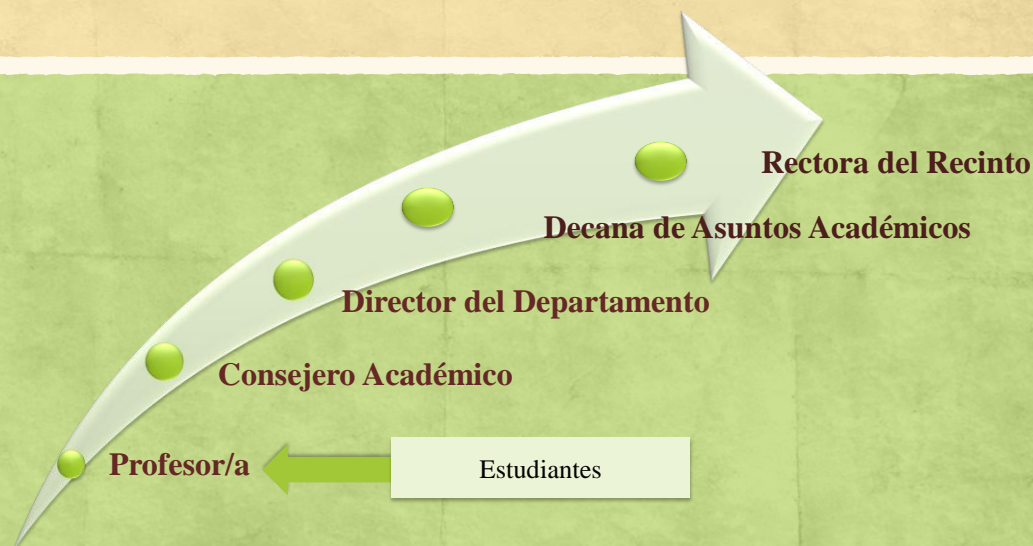 Rectora del Recinto
Decana de Asuntos Académicos
Director del Departamento
Consejero Académico
Profesor/a
Estudiantes